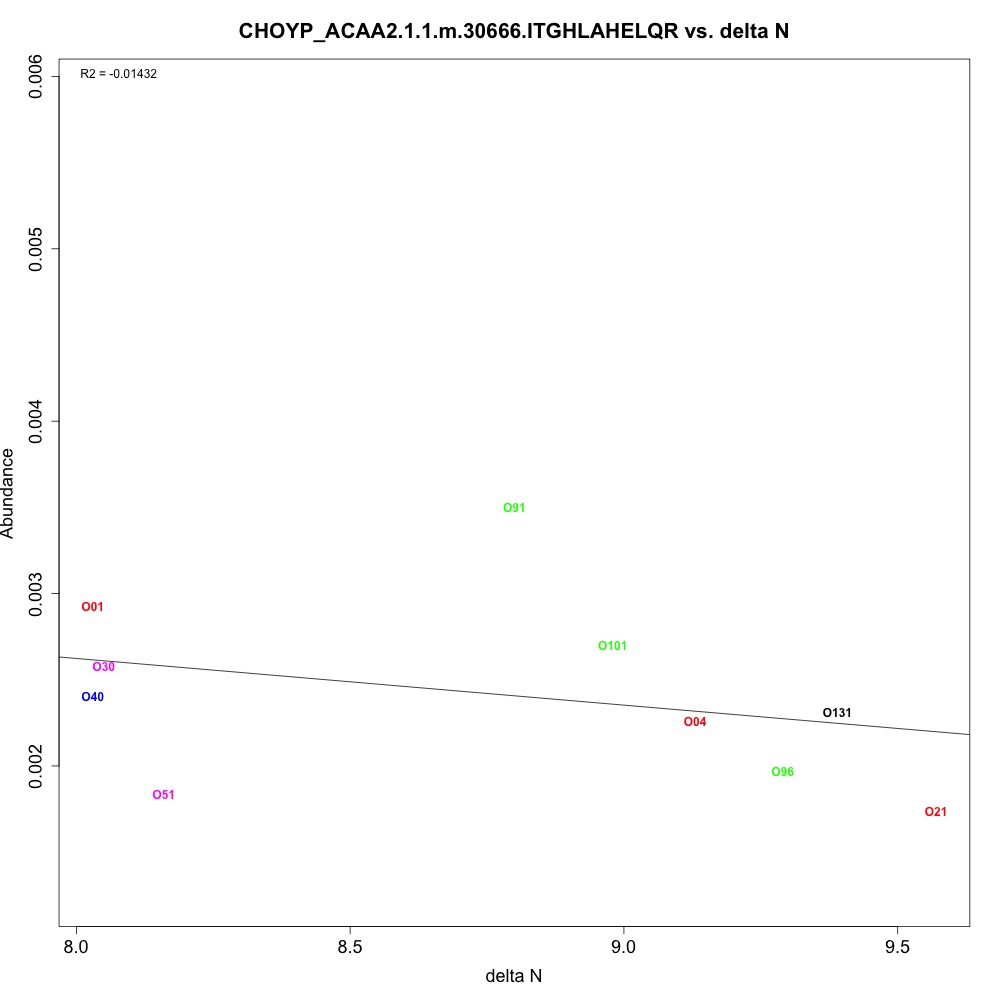 CHOYP_ACAA2.1.1.m.30666.ITGHLAHELQR vs. delta N
R2 = -0.01432
0.006
0.005
0.004
0.003
0.002
Abundance
O91
O01
O101
O30
O40
O131
O04
O96
O51
O21
8.0 8.5 9.0 9.5
delta N